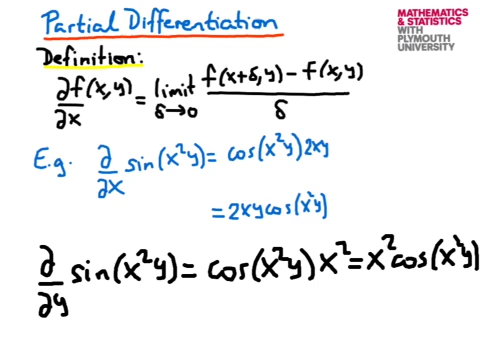 Partial Differentiation
MATHEMATICS
& STATISTICS
WITH
PLYMOUTH
UNIVERSITY
Definition:
∂f(x,y)/∂x = limit δ→0 (f(x+δ,y) − f(x,y))/δ
E.g. ∂/∂x sin(x²y) = cos(x²y)2xy
= 2xycos(x²y)
∂/∂y sin(x²y) = cos(x²y)x² = x²cos(x²y)